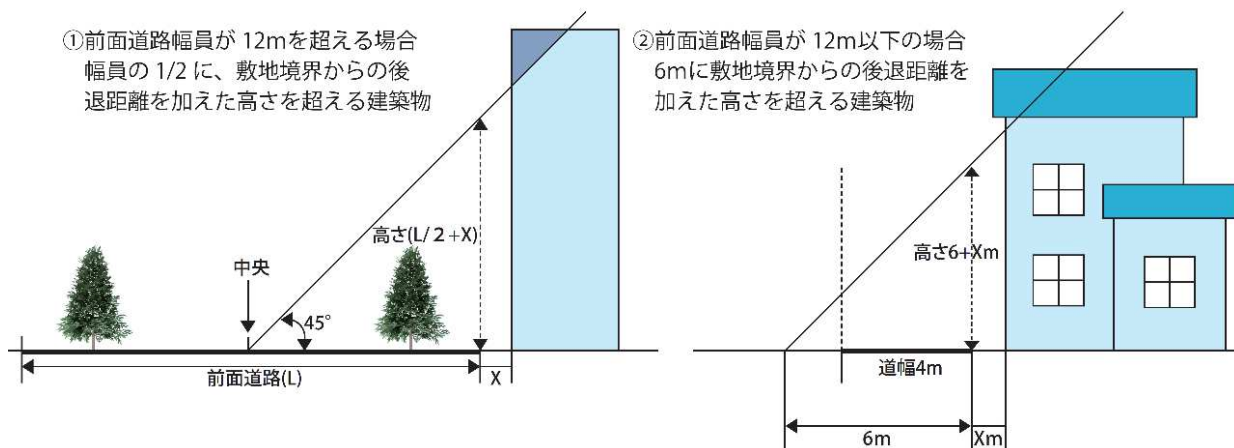 ①前面道路幅員が 12mを超える場合
幅員の 1/2 に、敷地境界からの後
退距離を加えた高さを超える建築物
高さ(L/2+X)
中央
45°
前面道路(L)
X
②前面道路幅員が 12m以下の場合
6mに敷地境界からの後退距離を
加えた高さを超える建築物
高さ6+Xm
道幅4m
6m
Xm